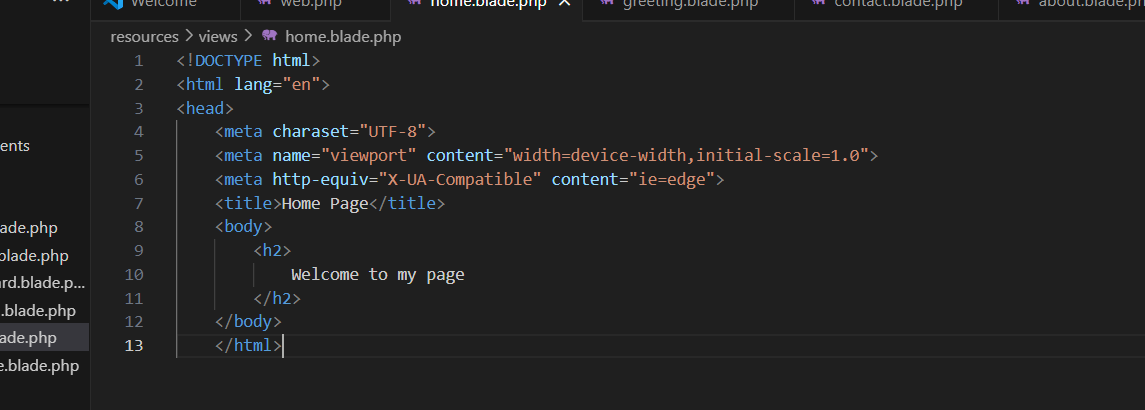 Welcome
web.php
home.blade.php
greeting.blade.php
contact.blade.php
about.blade.ph
resources > views > home.blade.php
1 <!DOCTYPE html>
2 <html lang="en">
3 <head>
4 <meta charaset="UTF-8">
5 <meta name="viewport" content="width=device-width,initial-scale=1.0">
6 <meta http-equiv="X-UA-Compatible" content="ie=edge">
7 <title>Home Page</title>
8 <body>
9 <h2>
10 Welcome to my page
11 </h2>
12 </body>
13 </html>
ents
ade.php
blade.php
ard.blade.p...
.blade.php
ade.php
e.blade.php